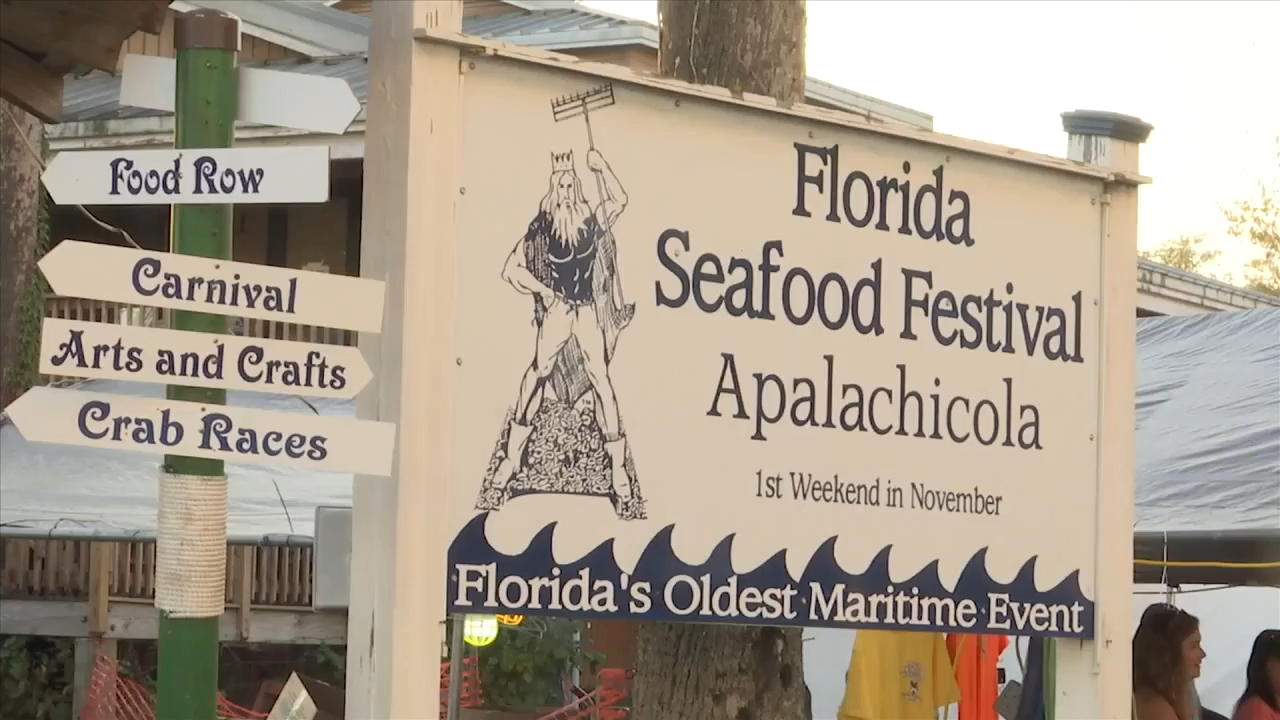 Food Row
Carnival
Arts and Crafts
Crab Races
Florida
Seafood Festival
Apalachicola
1st Weekend in November
Florida's Oldest Maritime Event